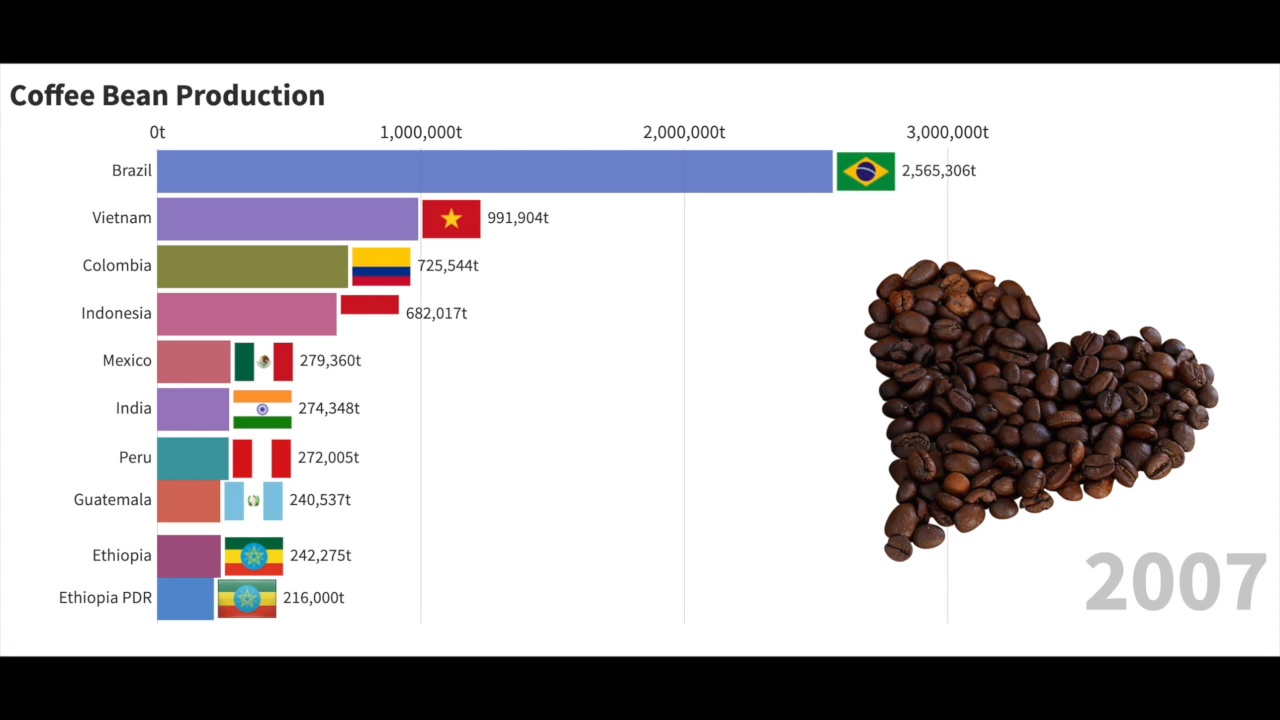 Coffee Bean Production
0t 1,000,000t 2,000,000t 3,000,000t
Brazil 2,565,306t
Vietnam 991,904t
Colombia 725,544t
Indonesia 682,017t
Mexico 279,360t
India 274,348t
Peru 272,005t
Guatemala 240,537t
Ethiopia 242,275t
Ethiopia PDR 216,000t
2007